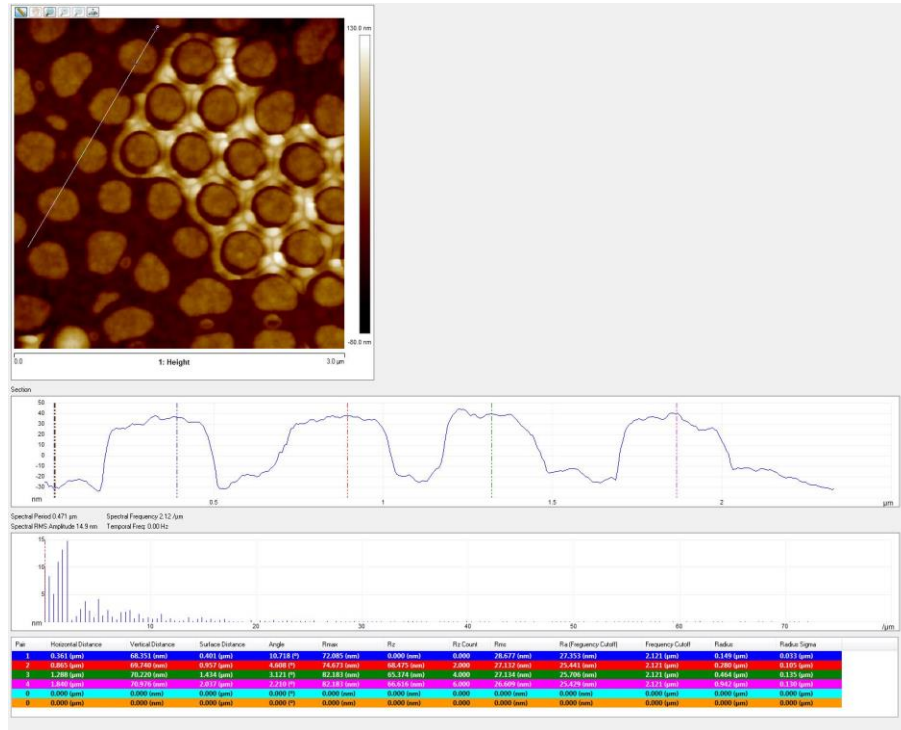 130.0 nm
-80.0 nm
0.0 1: Height 3.0 µm
Section
50
40
30
20
10
0
-10
-20
-30
nm 0.5 1 1.5 2 µm
Spectral Period 0.471 µm Spectral Frequency 2.12 /µm
Spectral RMS Amplitude 14.9 nm Temporal Freq: 0.00 Hz
15
10
5
nm 10 20 30 40 50 60 70 /µm
Pair Horizontal Distance Vertical Distance Surface Distance Angle Rmax Rz Rz Count Rms Ra (Frequency Cutoff) Frequency Cutoff Radius Radius Sigma
1 0.361 (µm) 68.351 (nm) 0.401 (µm) 10.718 (°) 72.085 (nm) 0.000 (nm) 0.000 28.677 (nm) 27.353 (nm) 2.121 (µm) 0.149 (µm) 0.033 (µm)
2 0.865 (µm) 69.740 (nm) 0.957 (µm) 4.608 (°) 74.673 (nm) 68.475 (nm) 2.000 27.132 (nm) 25.441 (nm) 2.121 (µm) 0.280 (µm) 0.105 (µm)
3 1.288 (µm) 70.220 (nm) 1.434 (µm) 3.121 (°) 82.183 (nm) 65.374 (nm) 4.000 27.134 (nm) 25.706 (nm) 2.121 (µm) 0.464 (µm) 0.135 (µm)
1.840 (µm) 70.976 (nm) 2.037 (µm) 2.210 (°) 82.183 (nm) 66.616 (nm) 6.000 26.609 (nm) 25.429 (nm) 2.121 (µm) 0.942 (µm) 0.130 (µm)
0 0.000 (µm) 0.000 (nm) 0.000 (µm) 0.000 (°) 0.000 (nm) 0.000 (nm) 0.000 0.000 (nm) 0.000 (nm) 0.000 (µm) 0.000 (µm) 0.000 (µm)
0 0.000 (µm) 0.000 (nm) 0.000 (µm) 0.000 (°) 0.000 (nm) 0.000 (nm) 0.000 0.000 (nm) 0.000 (nm) 0.000 (µm) 0.000 (µm) 0.000 (µm)